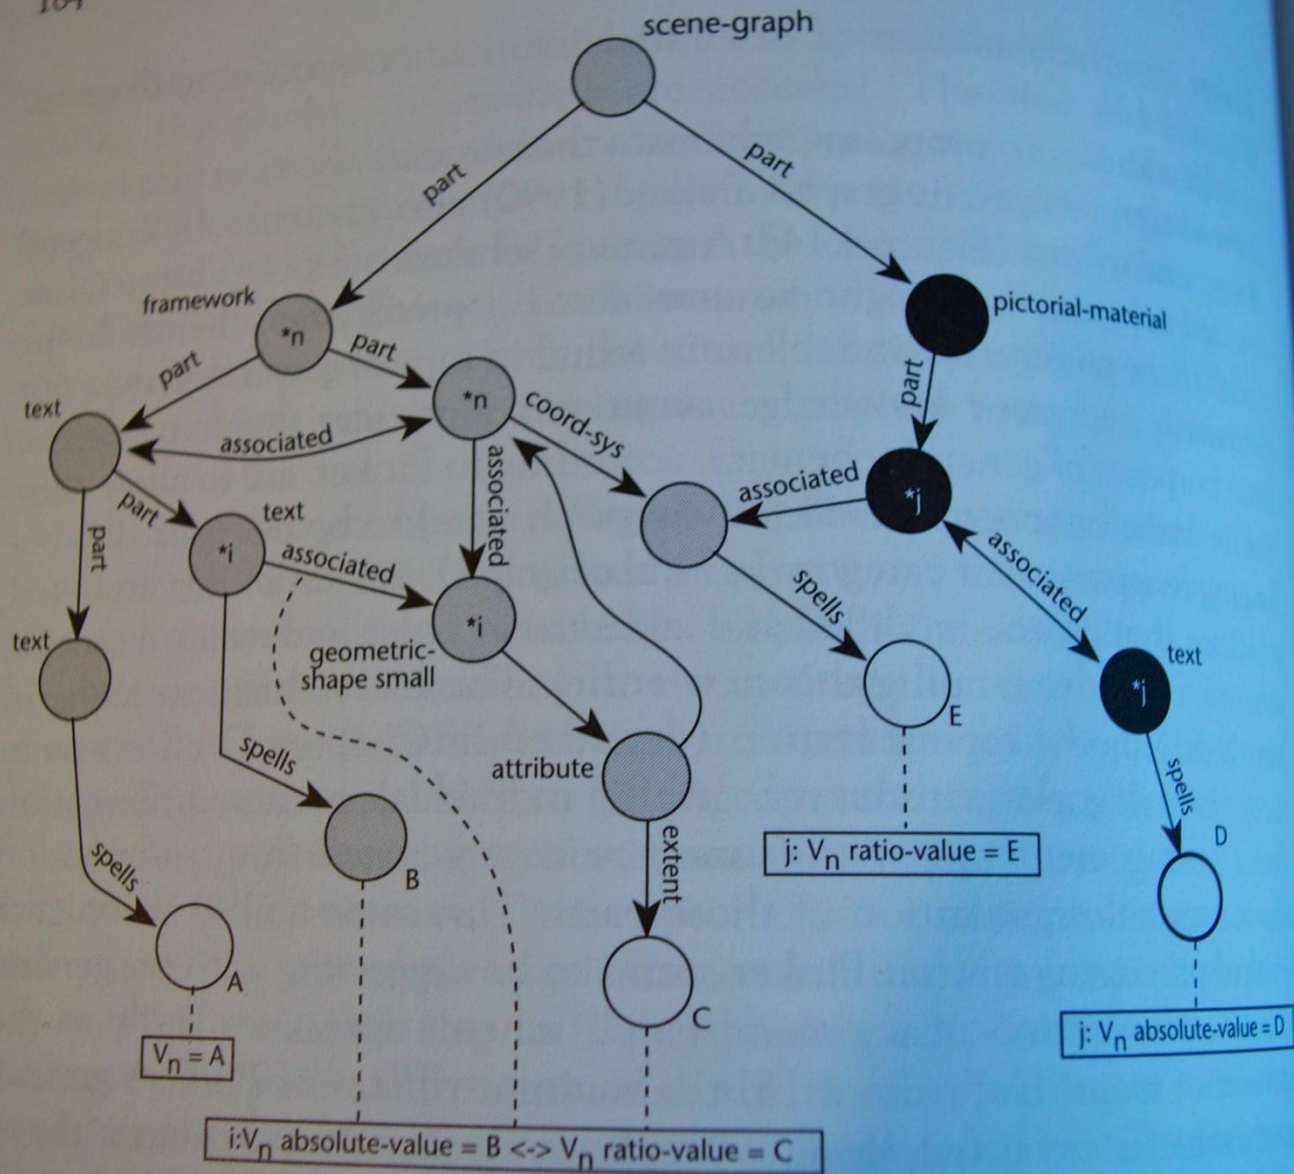 scene-graph
part
part
framework
*n
pictorial-material
part
part
part
text
*n
coord-sys
associated
associated
associated
*j
part
text
part
*i
associated
associated
text
*i
geometric-
shape small
spells
text
*j
E
spells
attribute
spells
extent
j: Vn ratio-value = E
D
spells
B
A
C
Vn = A
j: Vn absolute-value = D
i:Vn absolute-value = B <-> Vn ratio-value = C